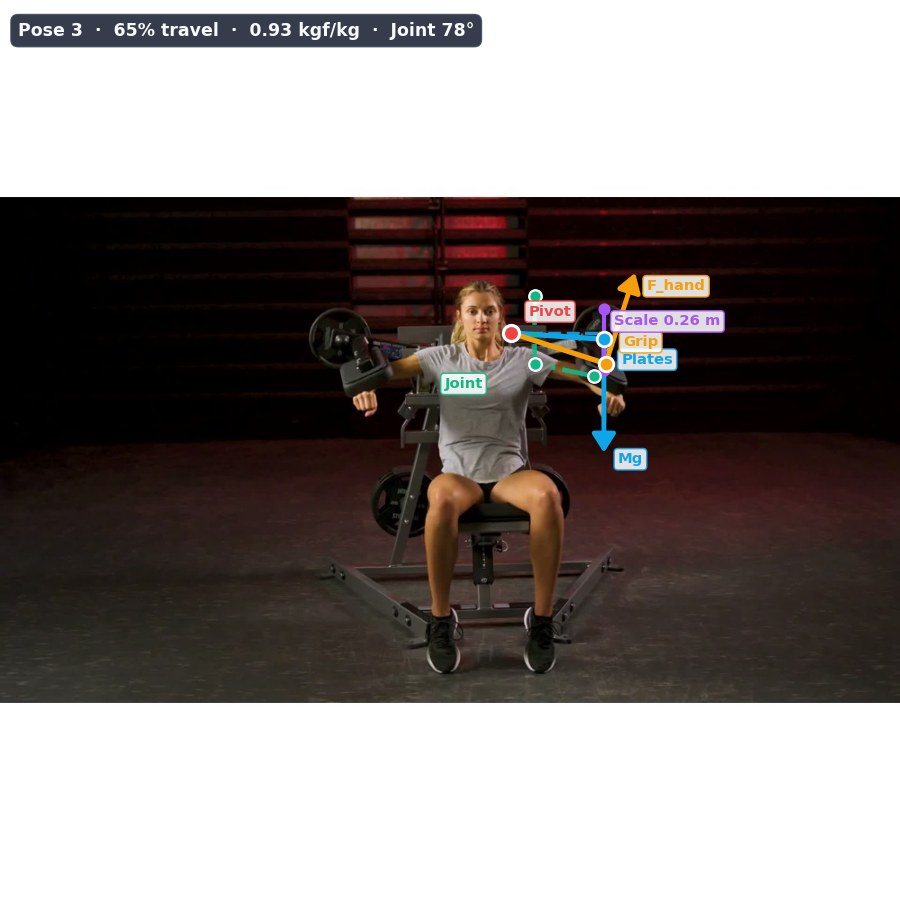 Pose 3 · 65% travel · 0.93 kgf/kg · Joint 78°
F_hand
Pivot
Scale 0.26 m
Grip
Plates
Joint
Mg